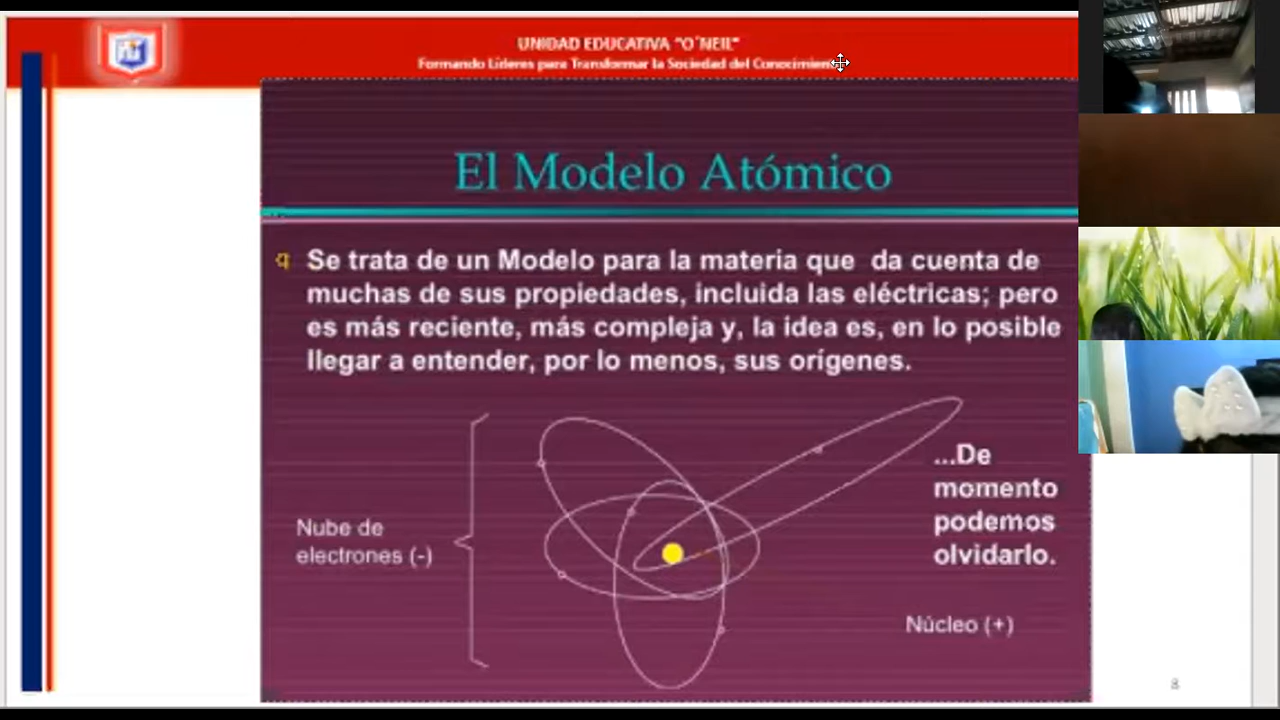 UNIDAD EDUCATIVA "O´NEIL"
Formando Líderes para Transformar la Sociedad del
El Modelo Atómico
q Se trata de un Modelo para la materia que da cuenta de
muchas de sus propiedades, incluida las eléctricas; pero
es más reciente, más compleja y, la idea es, en lo posible
llegar a entender, por lo menos, sus orígenes.
Nube de
electrones (-)
...De
momento
podemos
olvidarlo.
Núcleo (+)
8